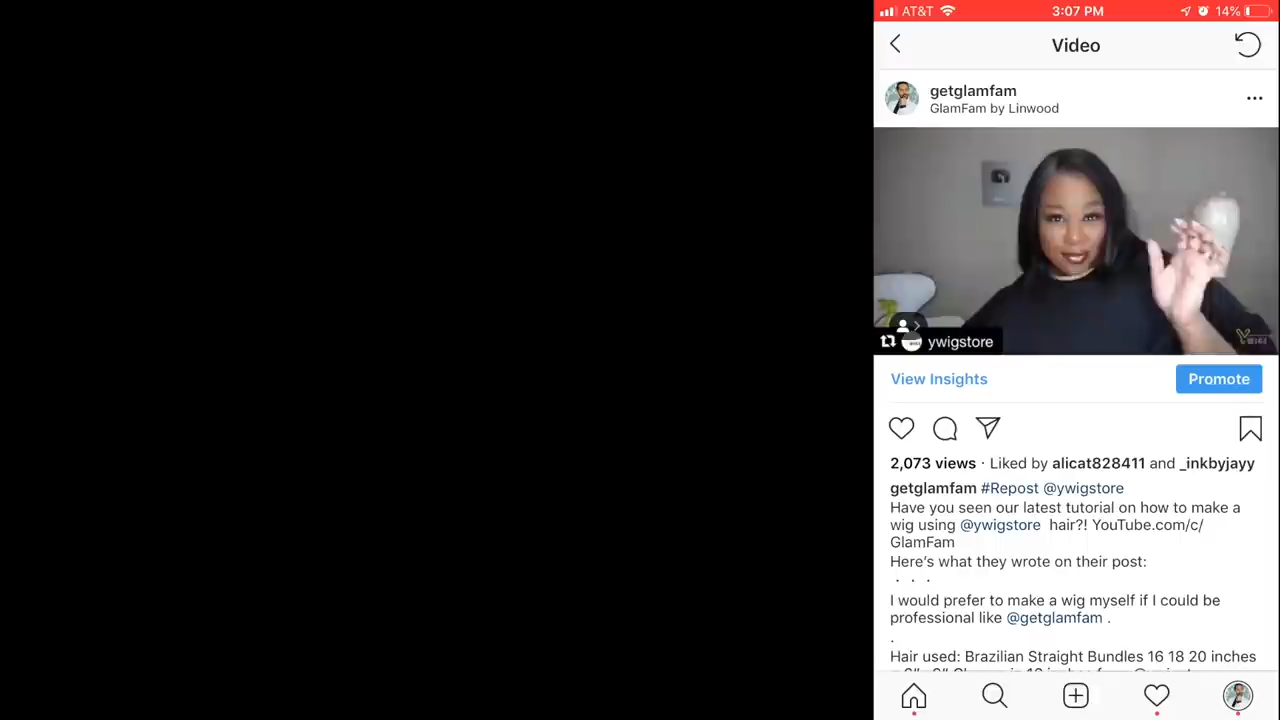 AT&T 3:07 PM 14%
Video
getglamfam
GlamFam by Linwood
ywigstore
View Insights Promote
2,073 views · Liked by alicat828411 and _inkbyjayy
getglamfam #Repost @ywigstore
Have you seen our latest tutorial on how to make a
wig using @ywigstore hair?! YouTube.com/c/
GlamFam
Here's what they wrote on their post:
I would prefer to make a wig myself if I could be
professional like @getglamfam .
.
Hair used: Brazilian Straight Bundles 16 18 20 inches